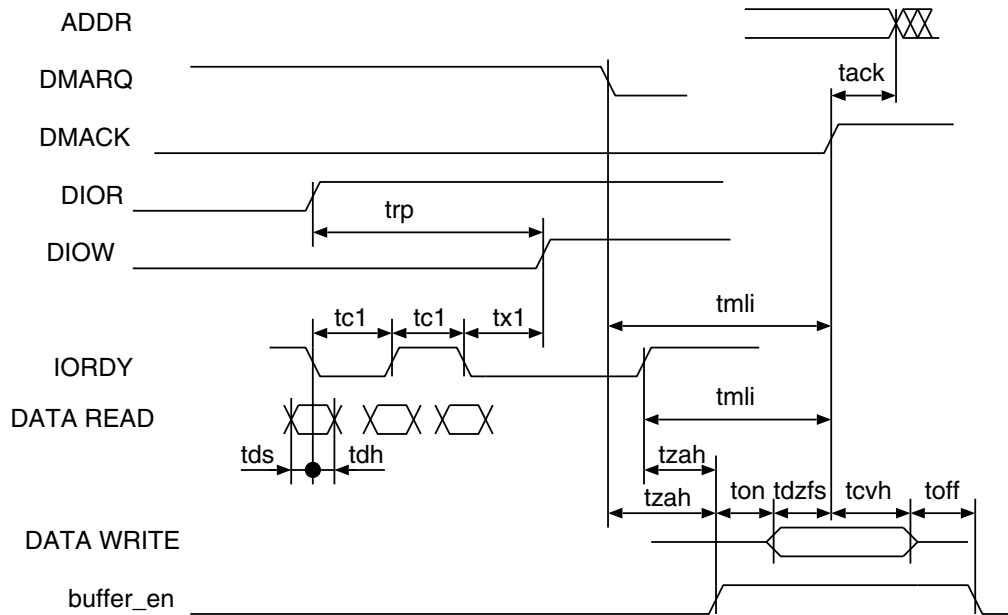 ADDR
DMARQ
tack
DMACK
DIOR
trp
DIOW
tc1 tc1 tx1 tmli
IORDY
tmli
DATA READ
tds tdh tzah
tzah ton tdzfs tcvh toff
DATA WRITE
buffer_en